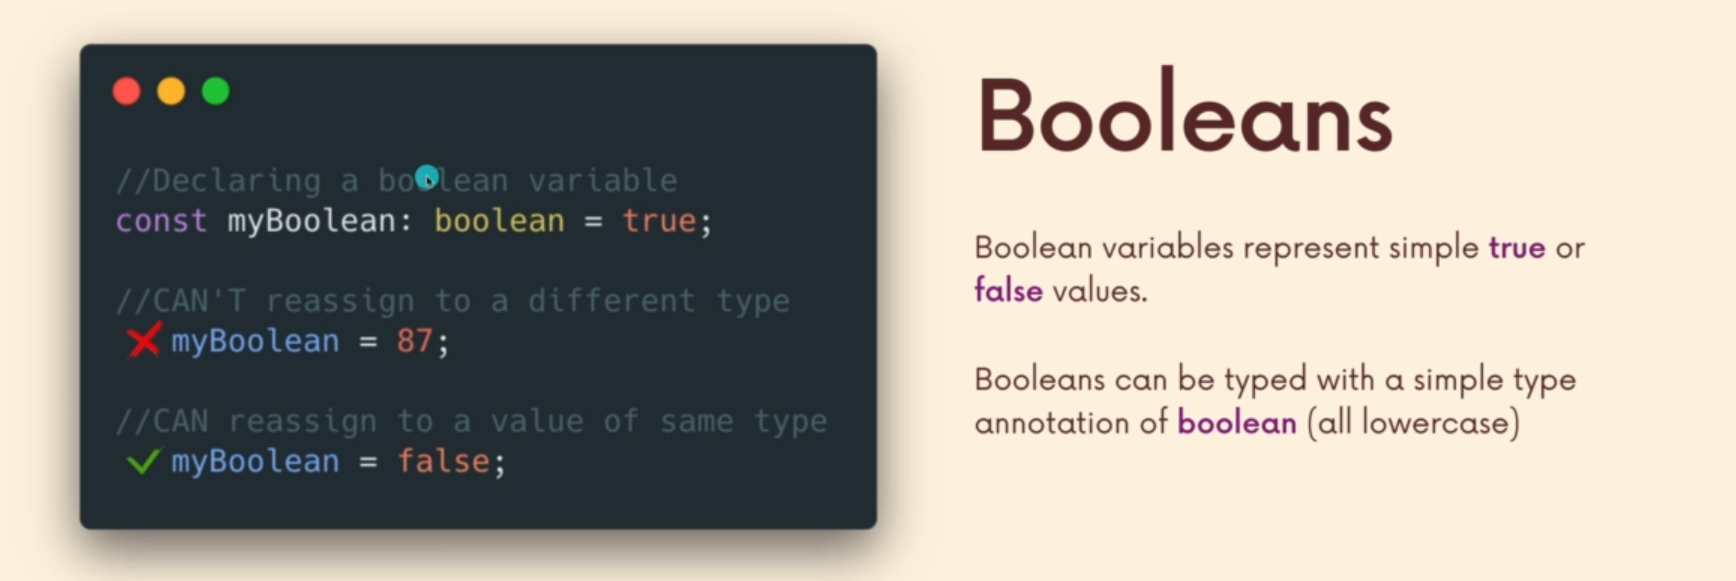 //Declaring a boolean variable
const myBoolean: boolean = true;
//CAN'T reassign to a different type
myBoolean = 87;
//CAN reassign to a value of same type
myBoolean = false;
Booleans
Boolean variables represent simple true or
false values.
Booleans can be typed with a simple type
annotation of boolean (all lowercase)